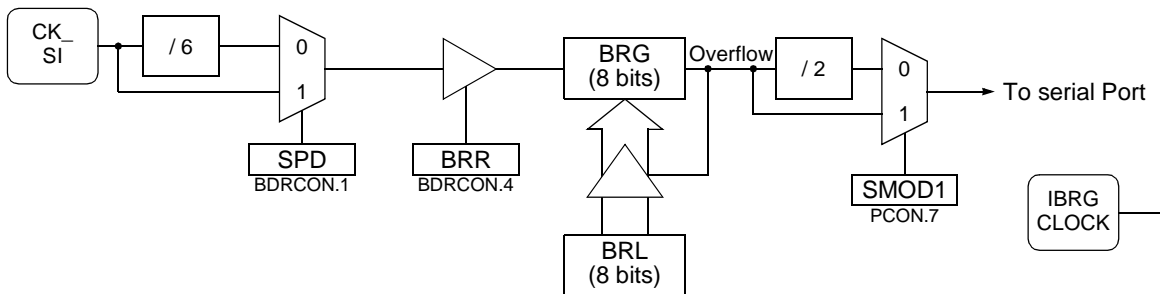 CK_
SI
/ 6
0
1
SPD
BDRCON.1
BRR
BDRCON.4
BRG
(8 bits)
Overflow
/ 2
0
1
To serial Port
SMOD1
PCON.7
BRL
(8 bits)
IBRG
CLOCK